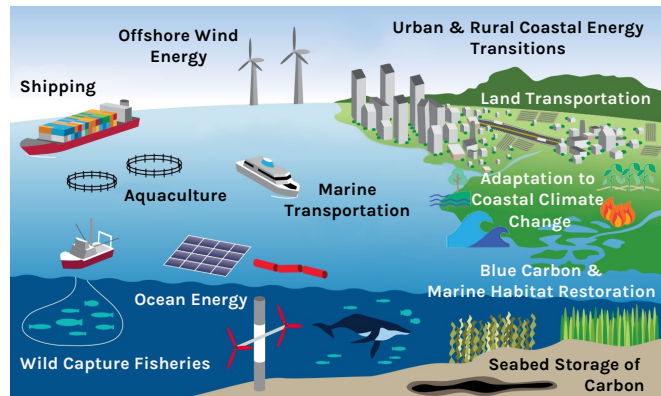 Offshore Wind
Energy
Urban & Rural Coastal Energy
Transitions
Shipping
Land Transportation
Aquaculture
Marine
Transportation
Adaptation to
Coastal Climate
Change
Ocean Energy
Blue Carbon &
Marine Habitat Restoration
Wild Capture Fisheries
Seabed Storage of
Carbon